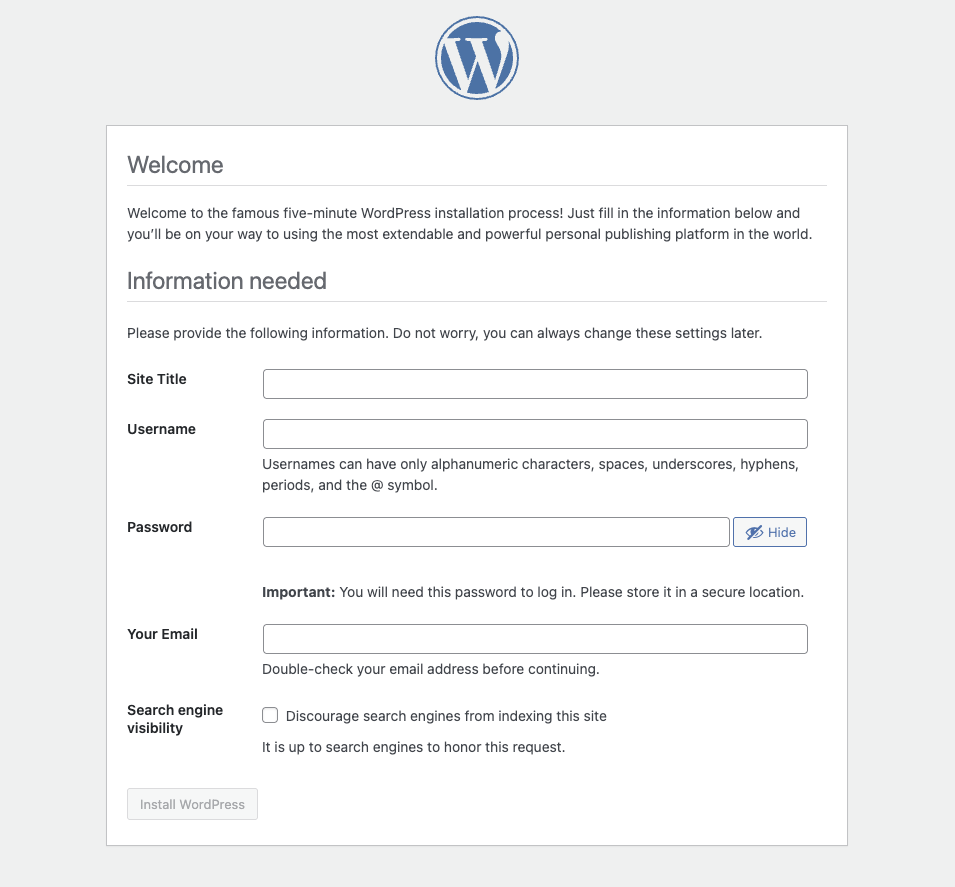 Welcome
Welcome to the famous five-minute WordPress installation process! Just fill in the information below and
you’ll be on your way to using the most extendable and powerful personal publishing platform in the world.
Information needed
Please provide the following information. Do not worry, you can always change these settings later.
Site Title
Username
Usernames can have only alphanumeric characters, spaces, underscores, hyphens,
periods, and the @ symbol.
Password
Hide
Important: You will need this password to log in. Please store it in a secure location.
Your Email
Double-check your email address before continuing.
Search engine
visibility
Discourage search engines from indexing this site
It is up to search engines to honor this request.
Install WordPress